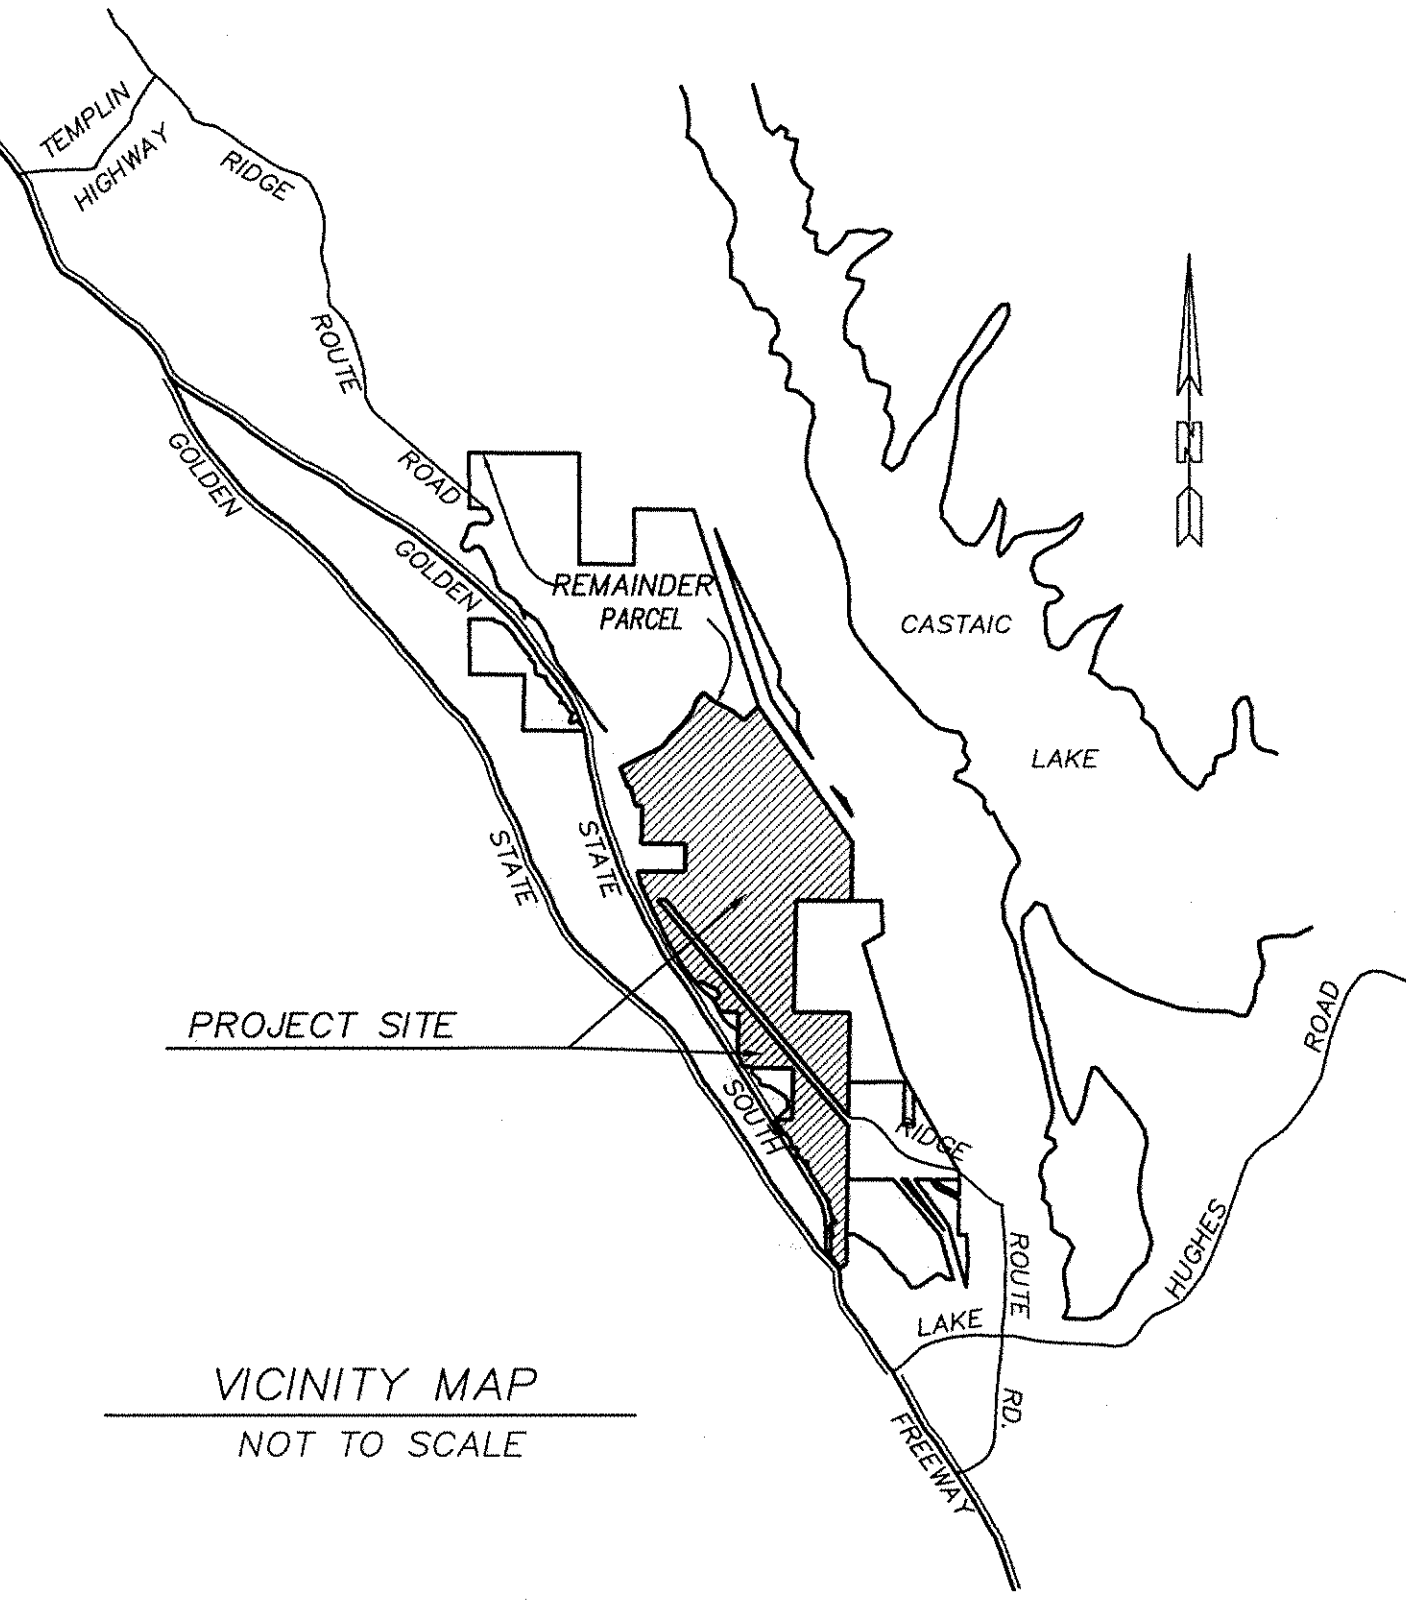 TEMPLIN
HIGHWAY
RIDGE
ROUTE
ROAD
GOLDEN
GOLDEN
N
REMAINDER
PARCEL
CASTAIC
LAKE
STATE
STATE
PROJECT SITE
SOUTH
RIDGE
ROUTE
RD.
LAKE
HUGHES
ROAD
FREEWAY
VICINITY MAP
NOT TO SCALE